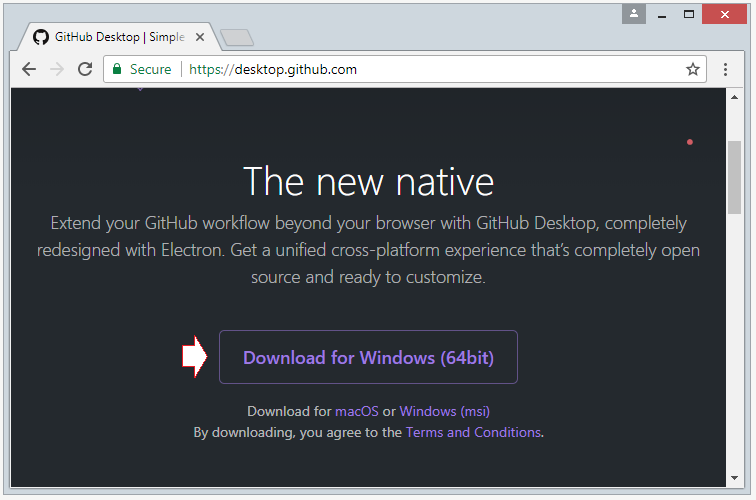 GitHub Desktop | Simple
Secure https://desktop.github.com
The new native
Extend your GitHub workflow beyond your browser with GitHub Desktop, completely
redesigned with Electron. Get a unified cross-platform experience that's completely open
source and ready to customize.
Download for Windows (64bit)
Download for macOS or Windows (msi)
By downloading, you agree to the Terms and Conditions.